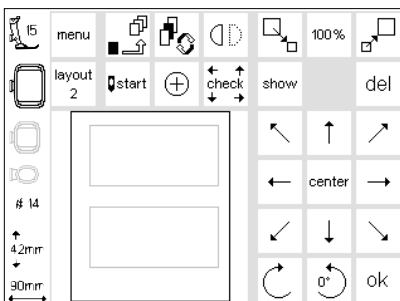 15
menu
100%
layout
2
start
check
show
del
center
# 14
42mm
90mm
0°
ok